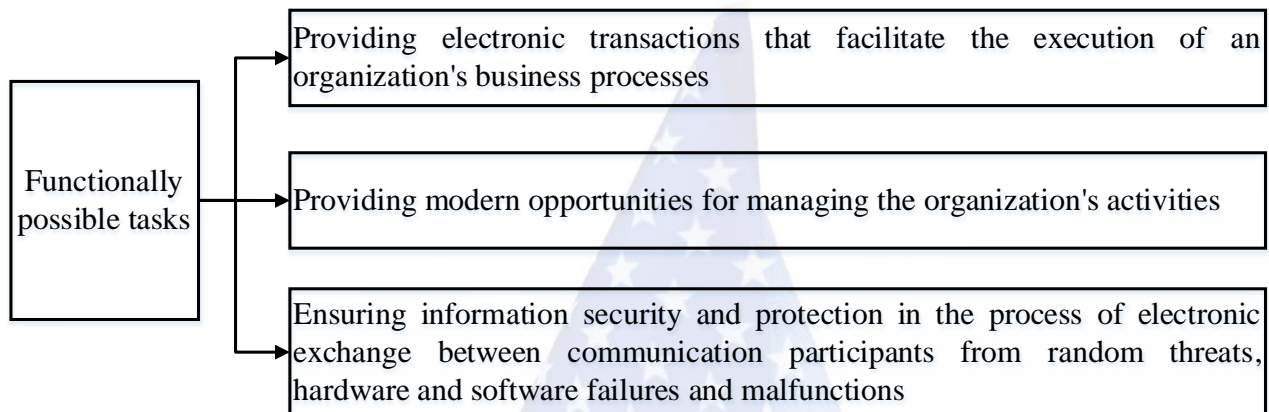 Providing electronic transactions that facilitate the execution of an
organization's business processes
Functionally
possible tasks
Providing modern opportunities for managing the organization's activities
Ensuring information security and protection in the process of electronic
exchange between communication participants from random threats,
hardware and software failures and malfunctions